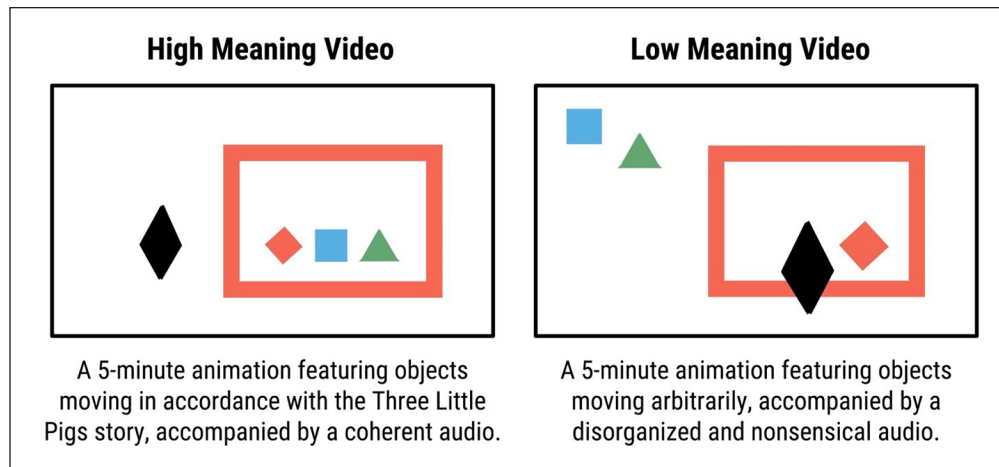 High Meaning Video
A 5-minute animation featuring objects
moving in accordance with the Three Little
Pigs story, accompanied by a coherent audio.
Low Meaning Video
A 5-minute animation featuring objects
moving arbitrarily, accompanied by a
disorganized and nonsensical audio.